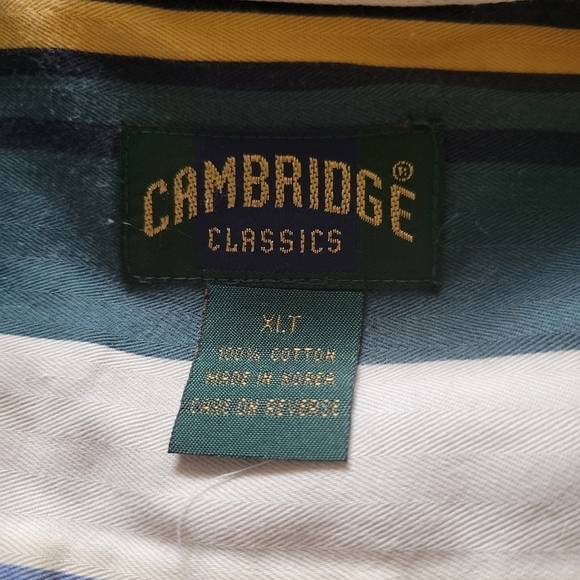 CAMBRIDGE®
CLASSICS
XLT
100% COTTON
MADE IN KOREA
CARE ON REVERSE